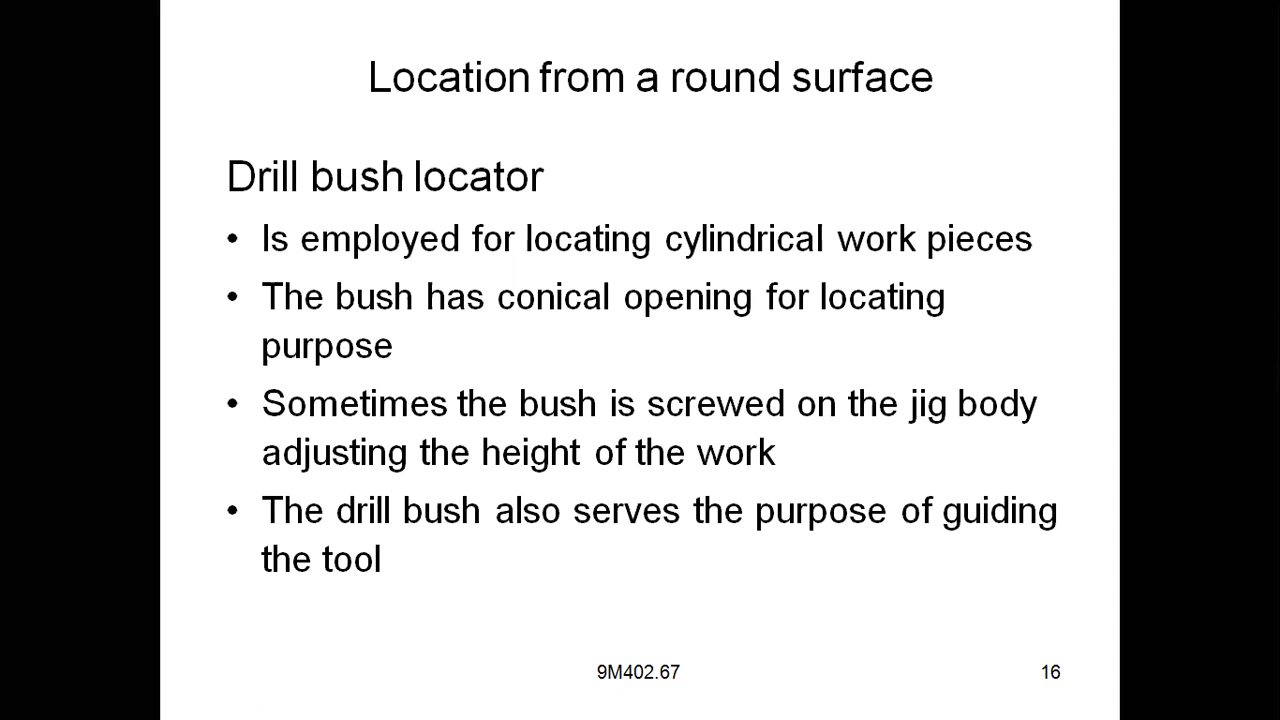 Location from a round surface
Drill bush locator
• Is employed for locating cylindrical work pieces
• The bush has conical opening for locating
purpose
• Sometimes the bush is screwed on the jig body
adjusting the height of the work
• The drill bush also serves the purpose of guiding
the tool
9M402.67
16